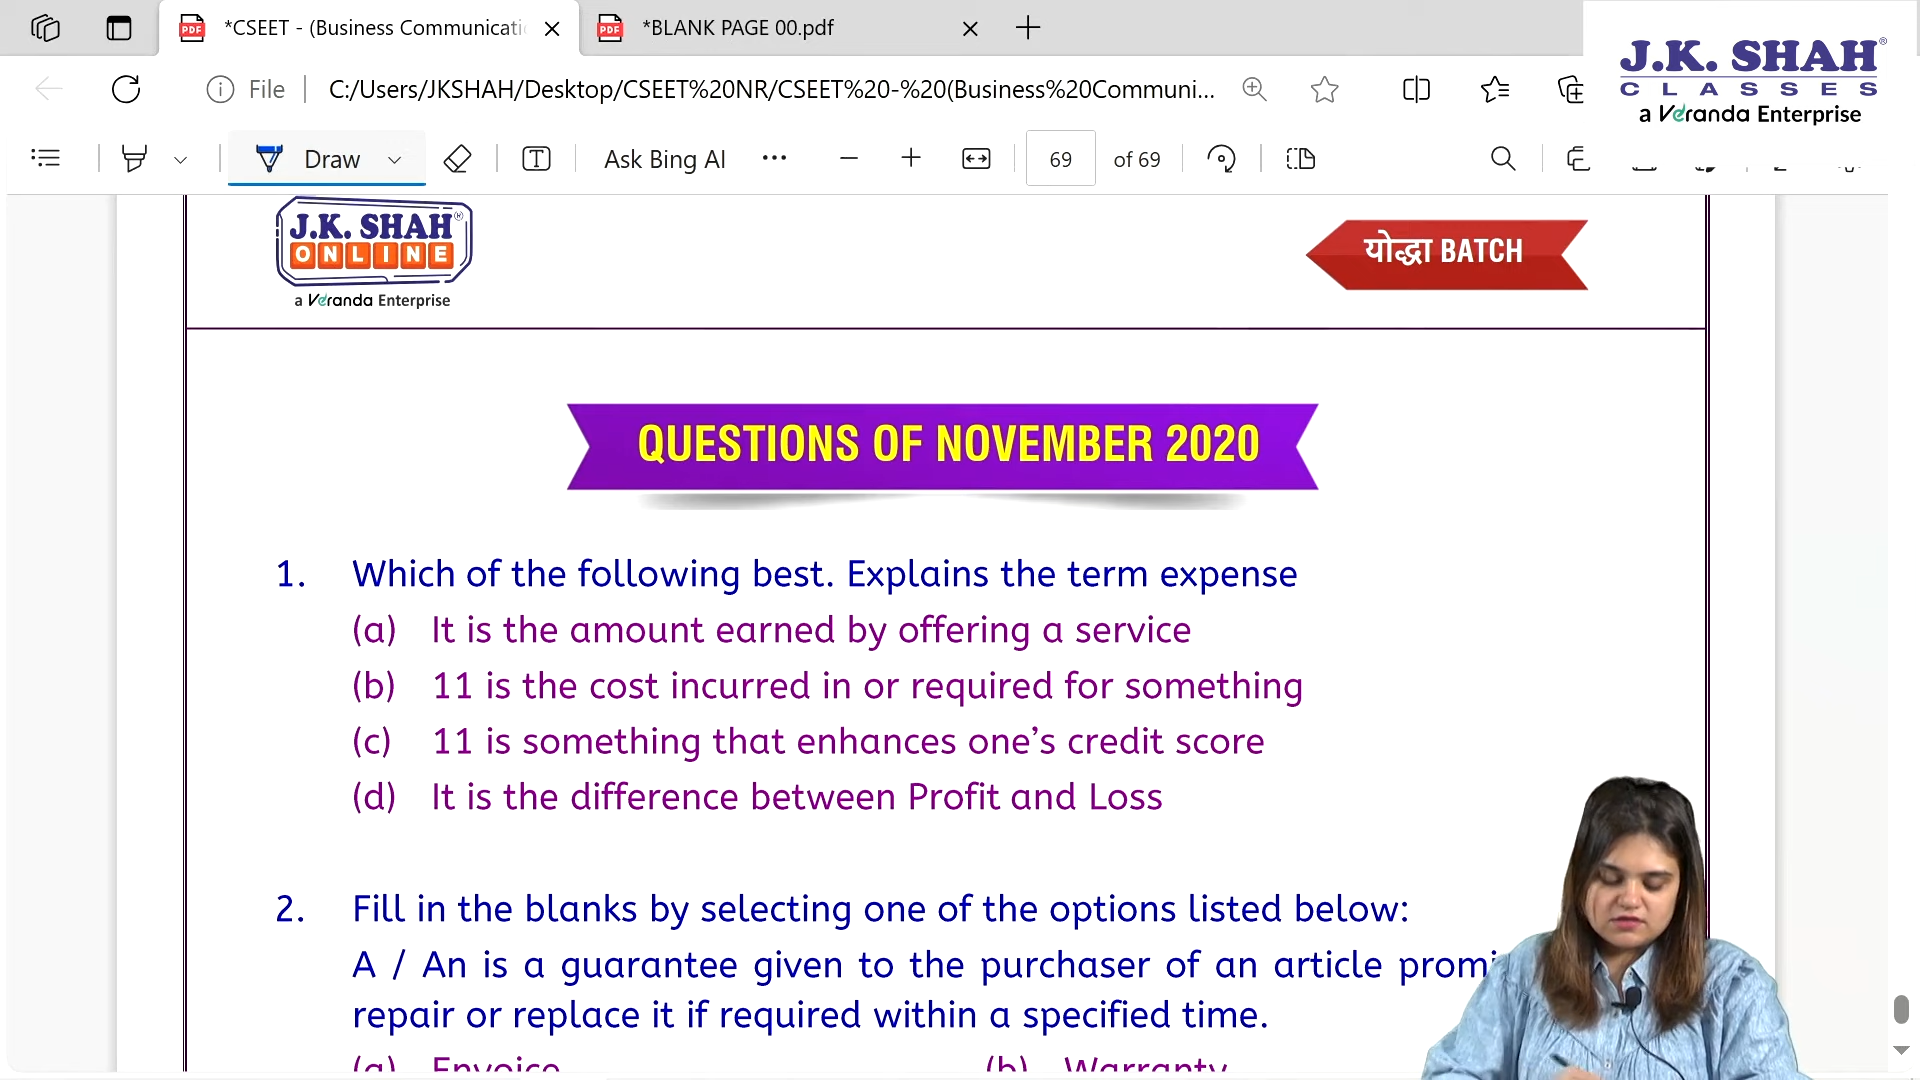 *CSEET - (Business Communicati
*BLANK PAGE 00.pdf
J.K. SHAH®
CLASSES
a Veranda Enterprise
File
C:/Users/JKSHAH/Desktop/CSEET%20NR/CSEET%20-%20(Business%20Communi...
Draw
Ask Bing AI
69
of 69
J.K. SHAH®
ONLINE
a Veranda Enterprise
योद्धा BATCH
QUESTIONS OF NOVEMBER 2020
1. Which of the following best. Explains the term expense
(a) It is the amount earned by offering a service
(b) 11 is the cost incurred in or required for something
(c) 11 is something that enhances one’s credit score
(d) It is the difference between Profit and Loss
2. Fill in the blanks by selecting one of the options listed below:
A / An is a guarantee given to the purchaser of an article promi
repair or replace it if required within a specified time.
(a) Envoice (b) Warranty